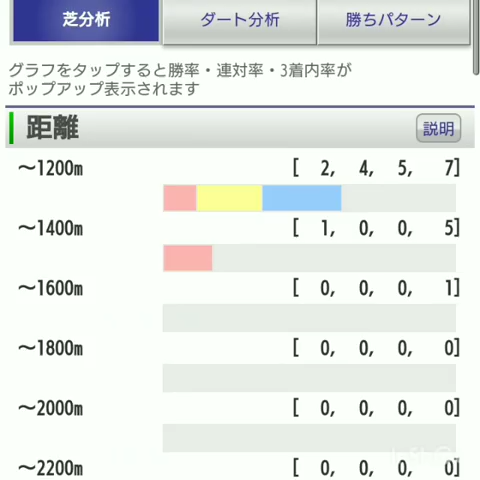 芝分析 ダート分析 勝ちパターン
グラフをタップすると勝率・連対率・3着内率が
ポップアップ表示されます
距離 説明
～1200m [ 2, 4, 5, 7]
～1400m [ 1, 0, 0, 5]
～1600m [ 0, 0, 0, 1]
～1800m [ 0, 0, 0, 0]
～2000m [ 0, 0, 0, 0]
～2200m [ 0, 0, 0, 0]